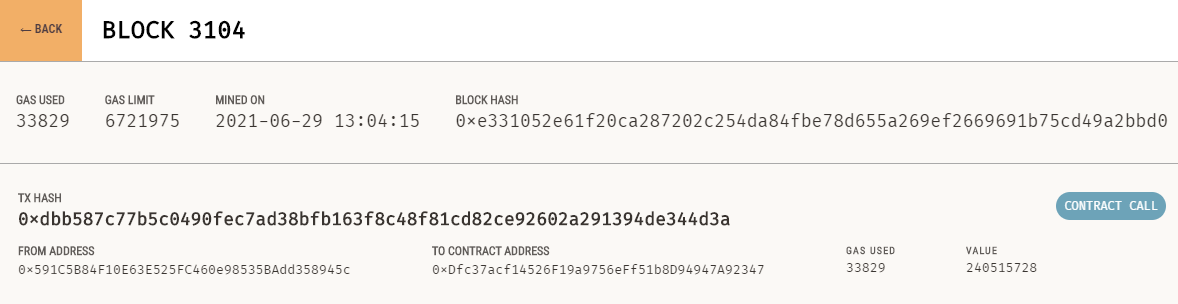 ← BACK
BLOCK 3104
GAS USED GAS LIMIT MINED ON BLOCK HASH
33829 6721975 2021-06-29 13:04:15 0×e331052e61f20ca287202c254da84fbe78d655a269ef2669691b75cd49a2bbd0
TX HASH
0×dbb587c77b5c0490fec7ad38bfb163f8c48f81cd82ce92602a291394de344d3a
CONTRACT CALL
FROM ADDRESS TO CONTRACT ADDRESS GAS USED VALUE
0×591C5B84F10E63E525FC460e98535BAdd358945c 0×Dfc37acf14526F19a9756eFf51b8D94947A92347 33829 240515728